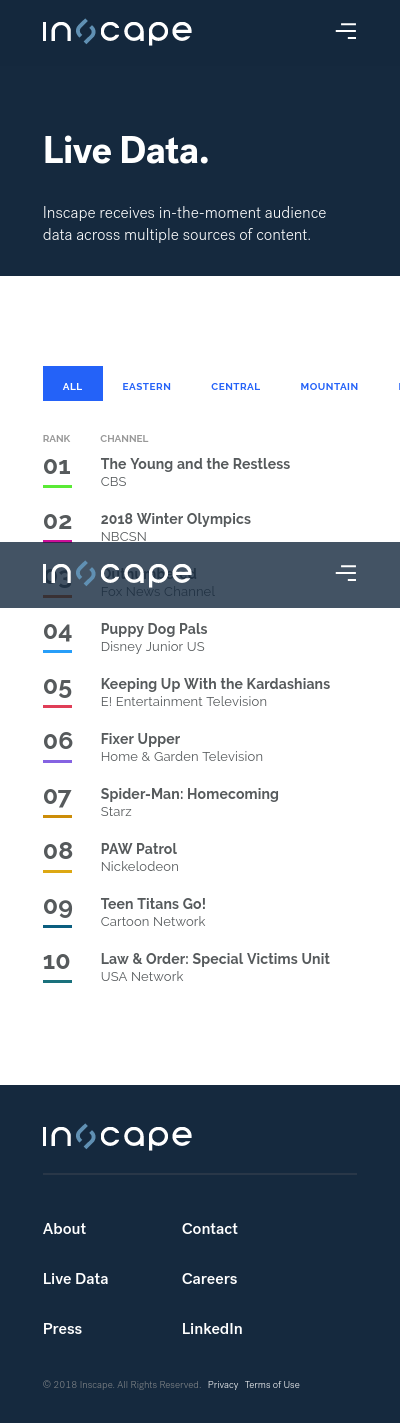 inscape
Live Data.
Inscape receives in-the-moment audience
data across multiple sources of content.
ALL EASTERN CENTRAL MOUNTAIN
RANK CHANNEL
01 The Young and the Restless
CBS
02 2018 Winter Olympics
NBCSN
inscape
Fox News Channel
04 Puppy Dog Pals
Disney Junior US
05 Keeping Up With the Kardashians
E! Entertainment Television
06 Fixer Upper
Home & Garden Television
07 Spider-Man: Homecoming
Starz
08 PAW Patrol
Nickelodeon
09 Teen Titans Go!
Cartoon Network
10 Law & Order: Special Victims Unit
USA Network
inscape
About Contact
Live Data Careers
Press LinkedIn
© 2018 Inscape. All Rights Reserved. Privacy Terms of Use